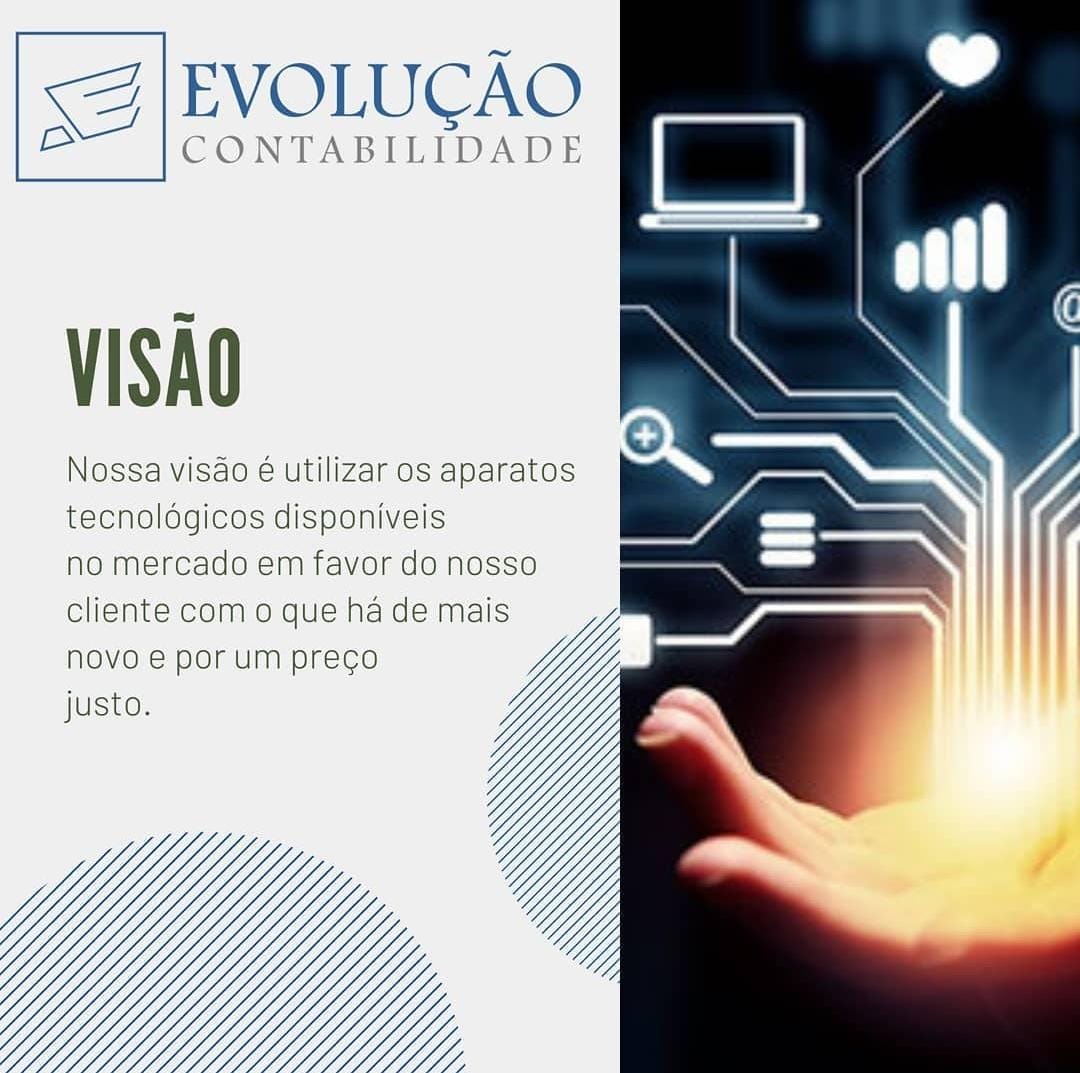 EVOLUÇÃO
CONTABILIDADE
VISÃO
Nossa visão é utilizar os aparatos
tecnológicos disponíveis
no mercado em favor do nosso
cliente com o que há de mais
novo e por um preço
justo.
@